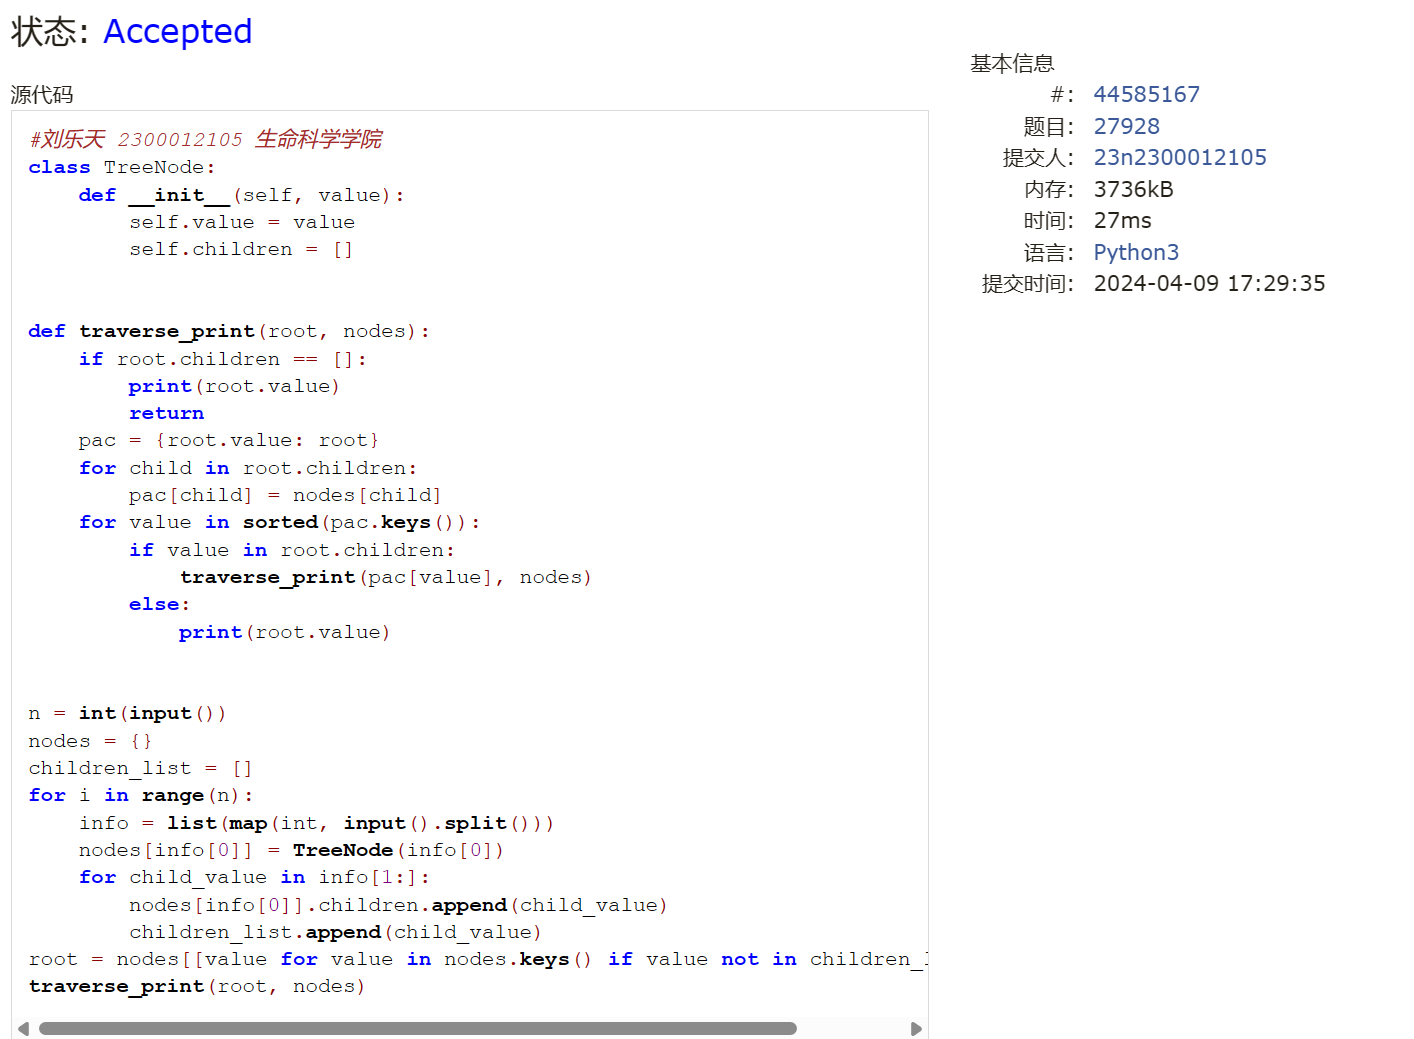 状态: Accepted
源代码
#刘乐天 2300012105 生命科学学院
class TreeNode:
    def __init__(self, value):
        self.value = value
        self.children = []
def traverse_print(root, nodes):
    if root.children == []:
        print(root.value)
        return
    pac = {root.value: root}
    for child in root.children:
        pac[child] = nodes[child]
    for value in sorted(pac.keys()):
        if value in root.children:
            traverse_print(pac[value], nodes)
        else:
            print(root.value)
n = int(input())
nodes = {}
children_list = []
for i in range(n):
    info = list(map(int, input().split()))
    nodes[info[0]] = TreeNode(info[0])
    for child_value in info[1:]:
        nodes[info[0]].children.append(child_value)
        children_list.append(child_value)
root = nodes[[value for value in nodes.keys() if value not in children_l
traverse_print(root, nodes)
基本信息
#: 44585167
题目: 27928
提交人: 23n2300012105
内存: 3736kB
时间: 27ms
语言: Python3
提交时间: 2024-04-09 17:29:35